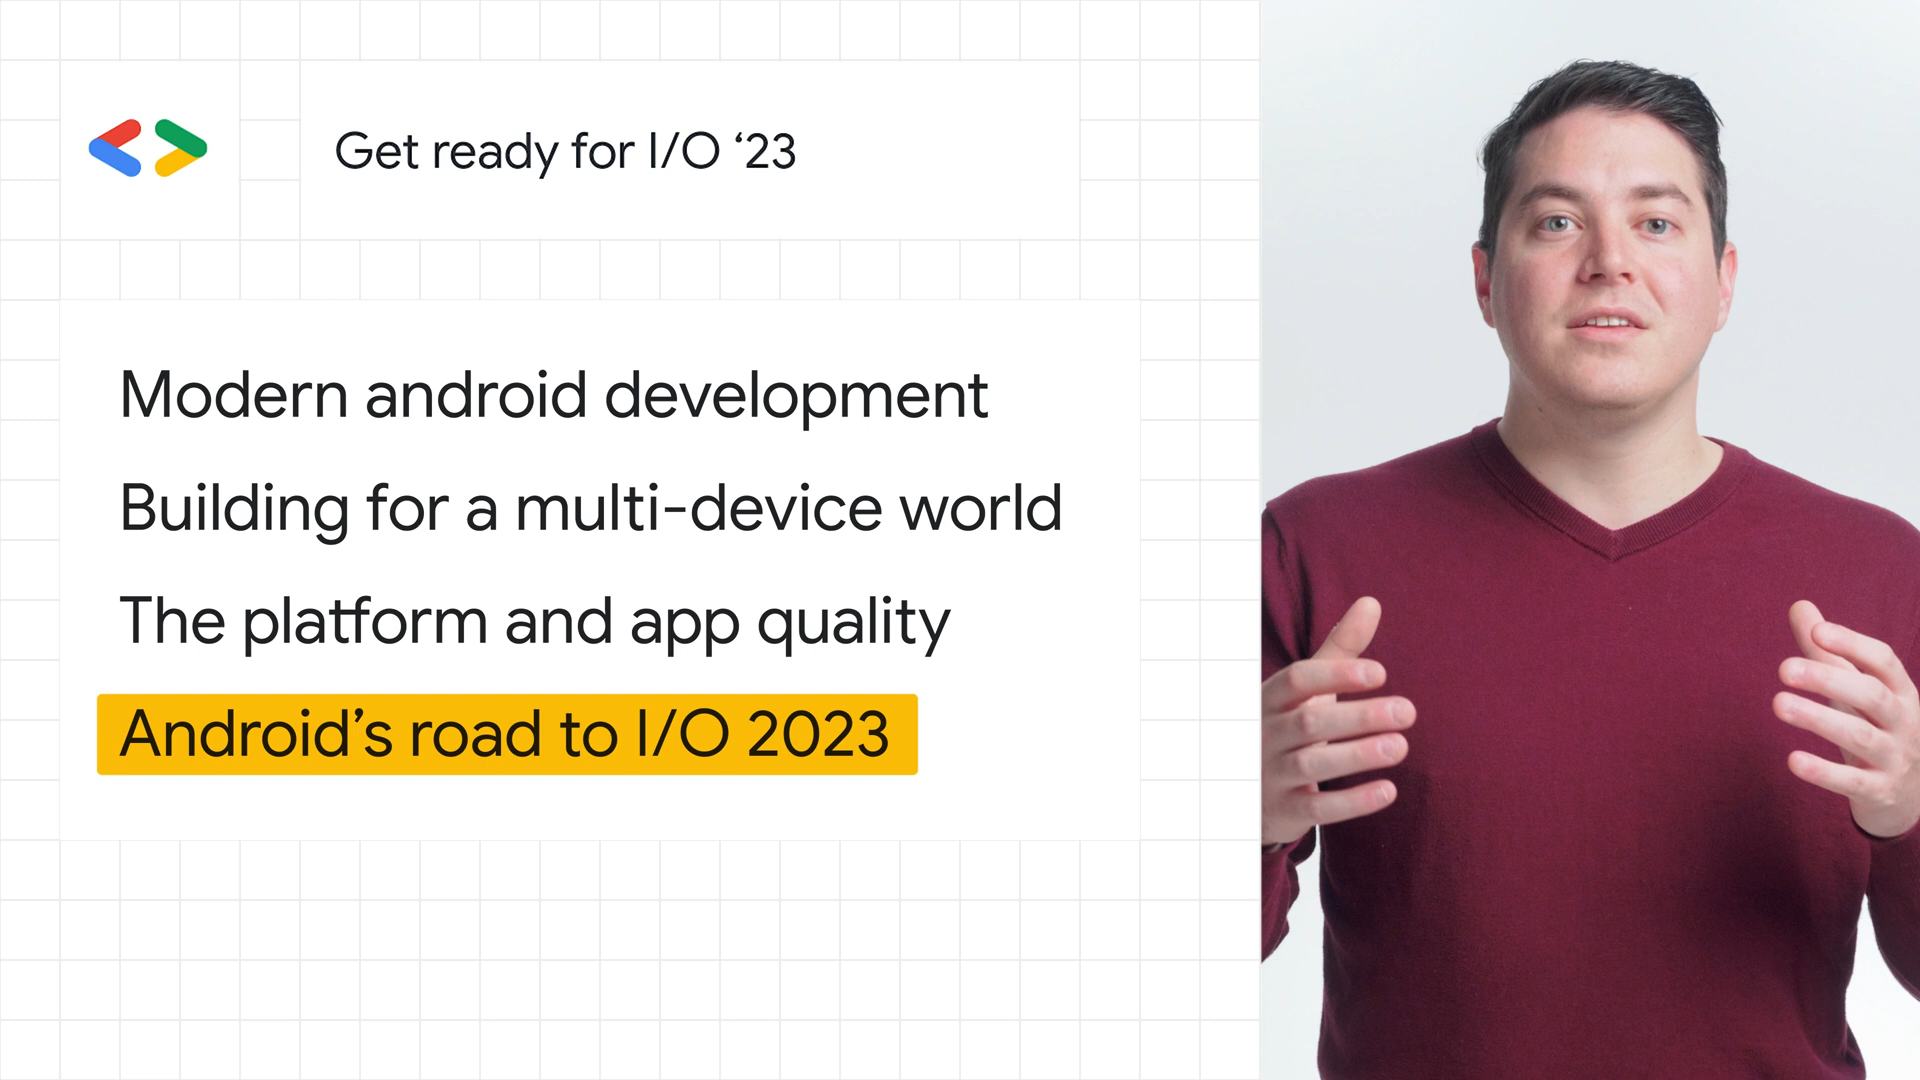 Get ready for I/O ‘23
Modern android development
Building for a multi-device world
The platform and app quality
Android’s road to I/O 2023